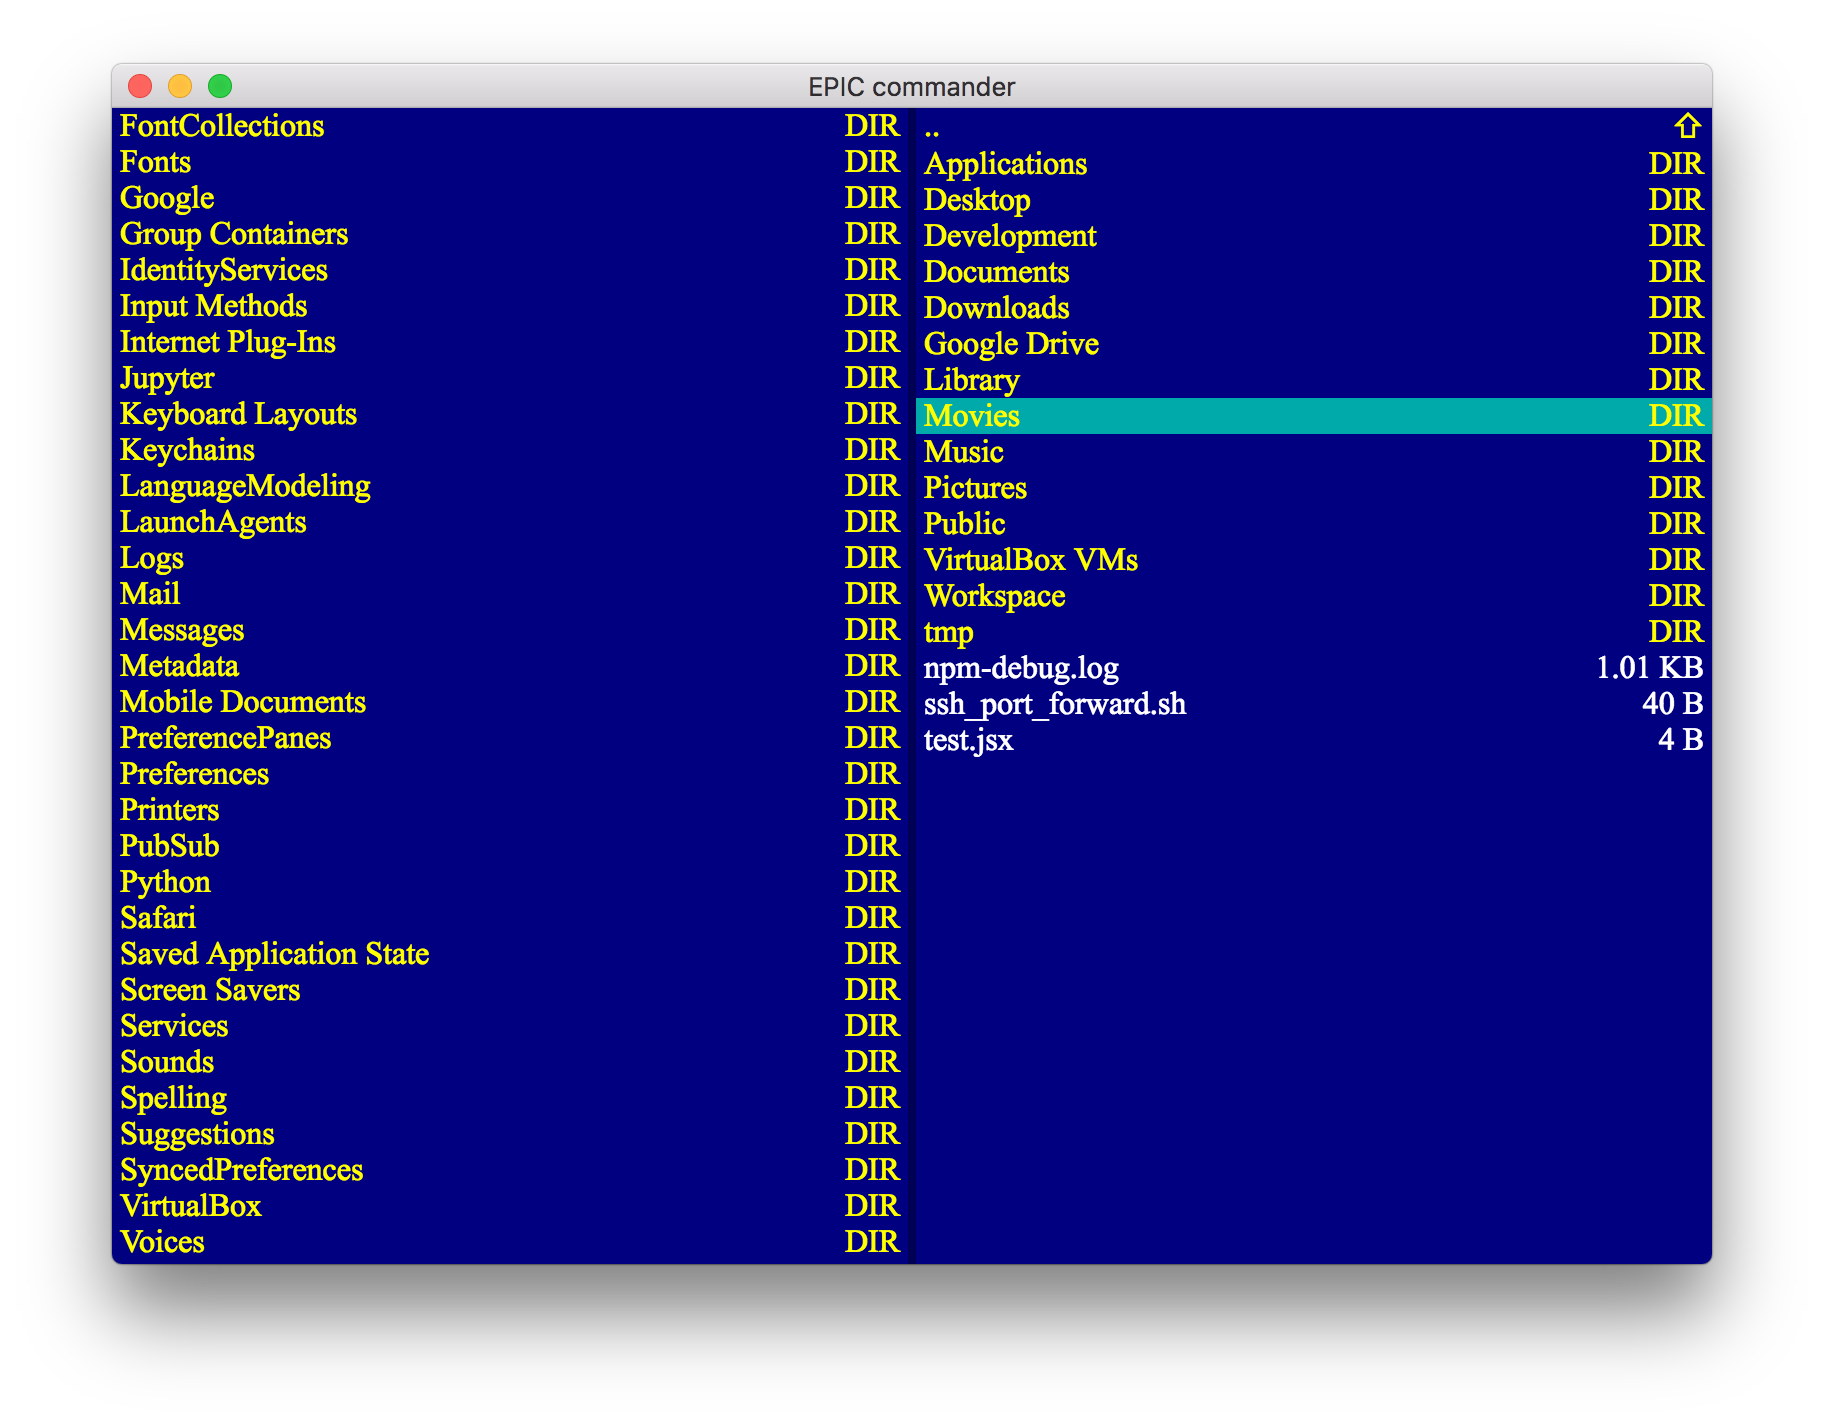 EPIC commander
FontCollections DIR
Fonts DIR
Google DIR
Group Containers DIR
IdentityServices DIR
Input Methods DIR
Internet Plug-Ins DIR
Jupyter DIR
Keyboard Layouts DIR
Keychains DIR
LanguageModeling DIR
LaunchAgents DIR
Logs DIR
Mail DIR
Messages DIR
Metadata DIR
Mobile Documents DIR
PreferencePanes DIR
Preferences DIR
Printers DIR
PubSub DIR
Python DIR
Safari DIR
Saved Application State DIR
Screen Savers DIR
Services DIR
Sounds DIR
Spelling DIR
Suggestions DIR
SyncedPreferences DIR
VirtualBox DIR
Voices DIR
.. ⇧
Applications DIR
Desktop DIR
Development DIR
Documents DIR
Downloads DIR
Google Drive DIR
Library DIR
Movies DIR
Music DIR
Pictures DIR
Public DIR
VirtualBox VMs DIR
Workspace DIR
tmp DIR
npm-debug.log 1.01 KB
ssh_port_forward.sh 40 B
test.jsx 4 B